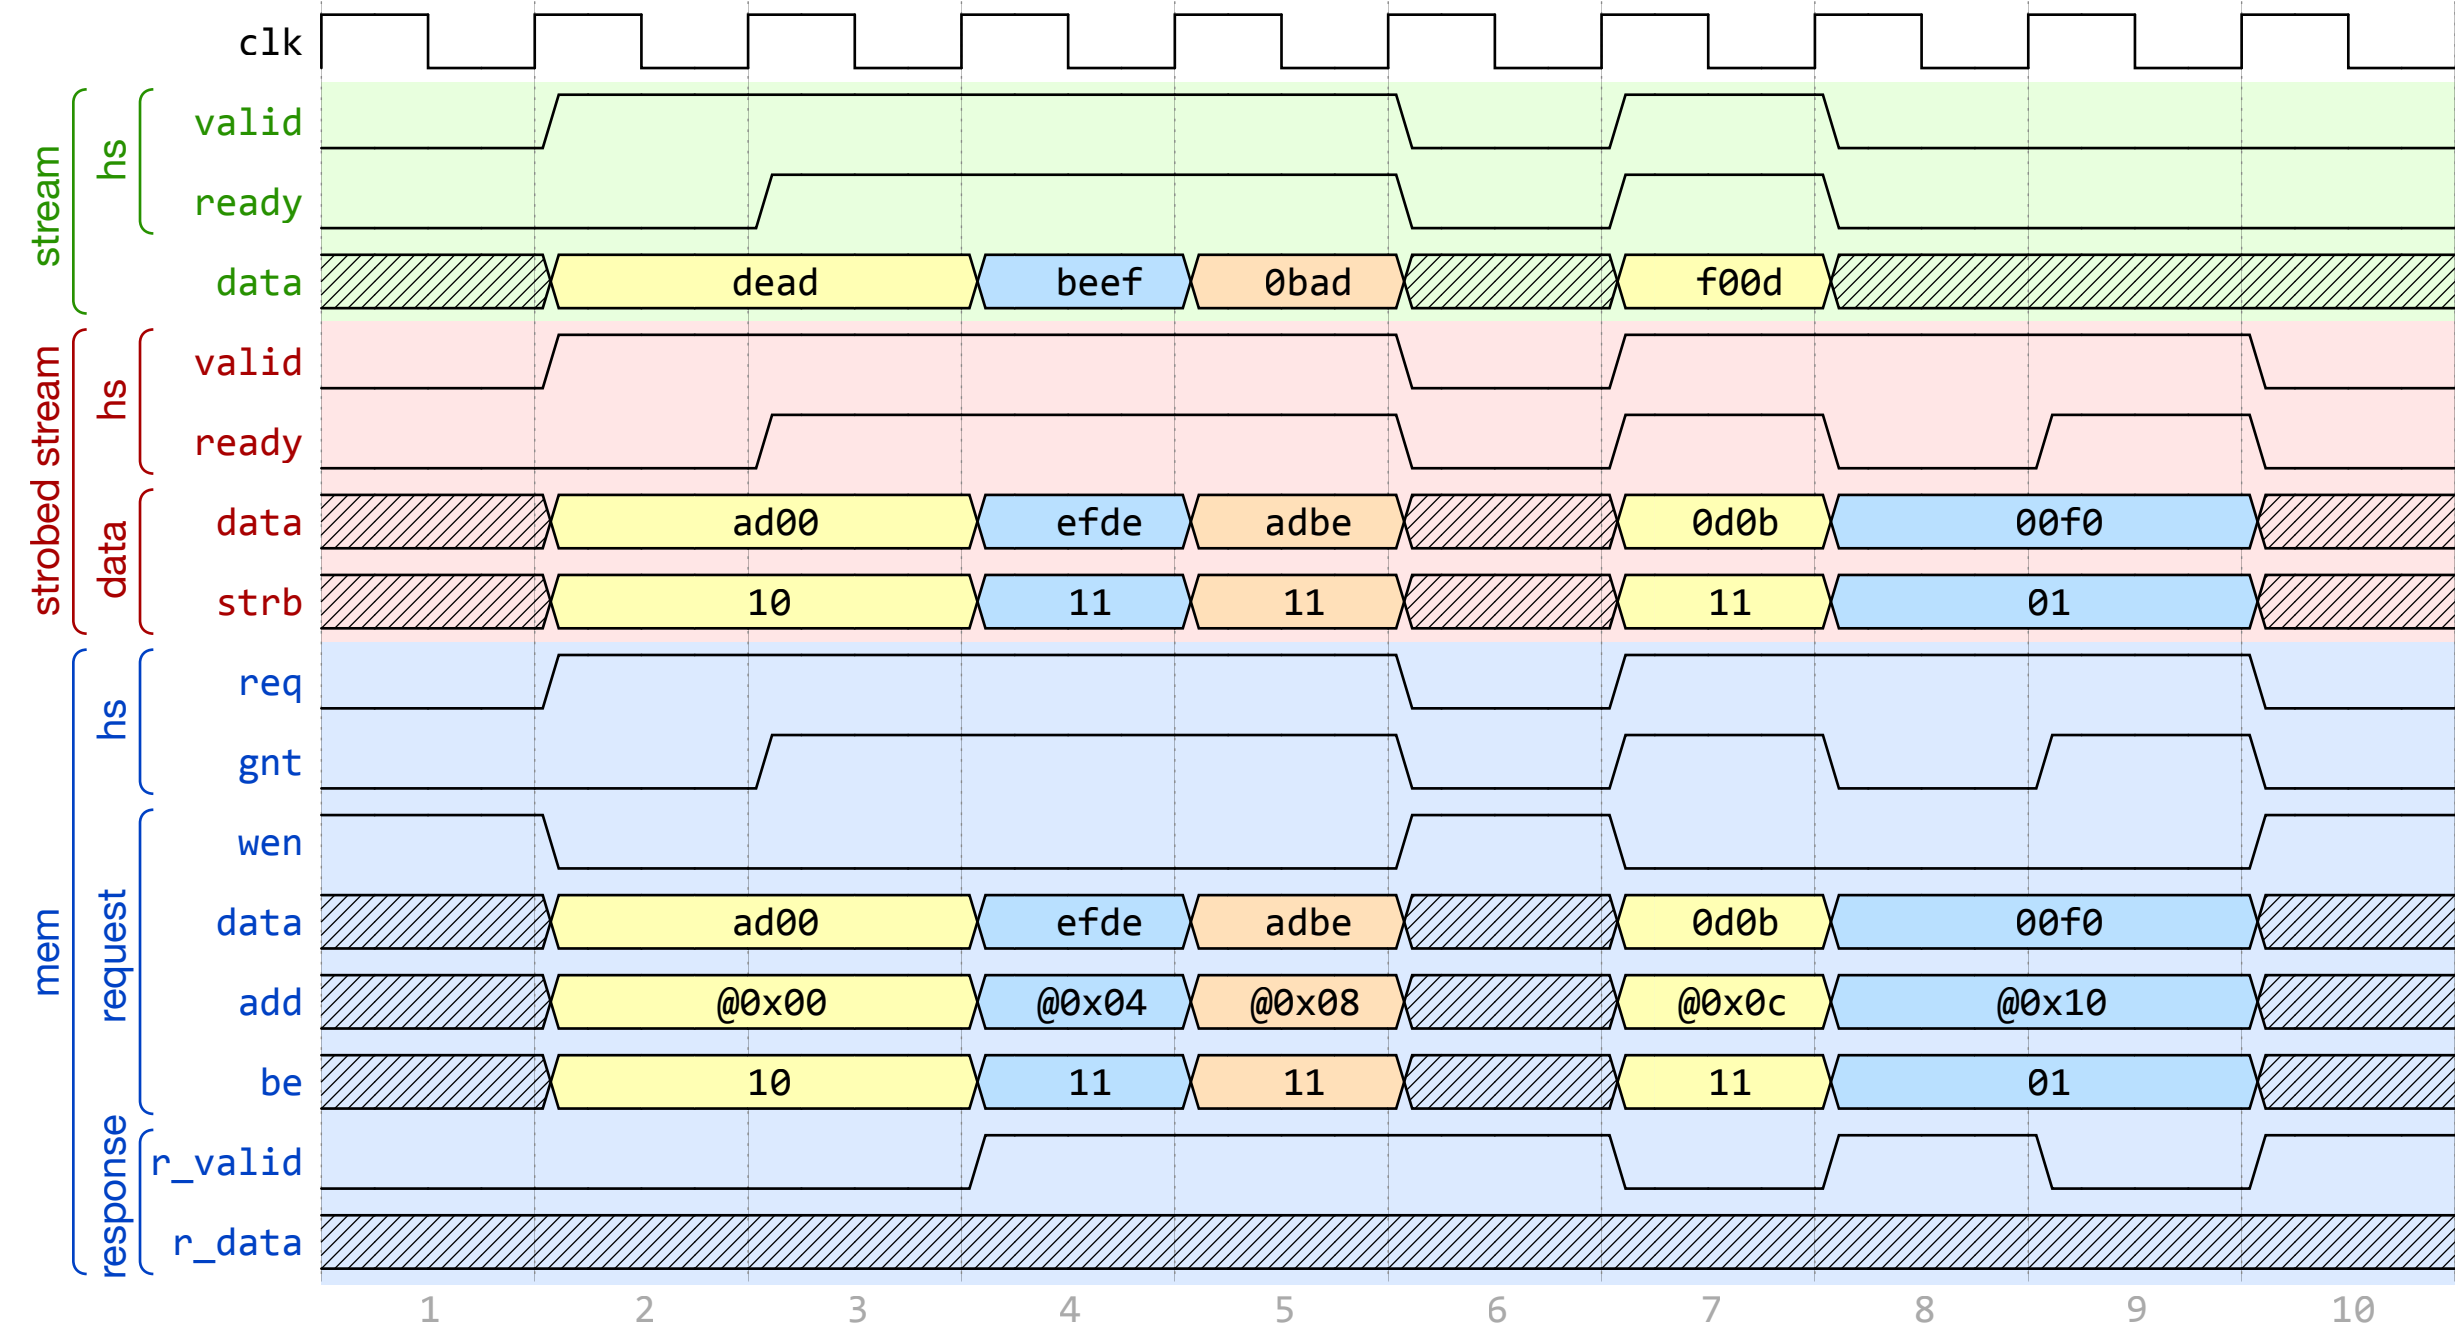 clk
stream
hs
valid
ready
data dead beef 0bad f00d
strobed stream
hs
valid
ready
data
data ad00 efde adbe 0d0b 00f0
strb 10 11 11 11 01
mem
hs
req
gnt
request
wen
data ad00 efde adbe 0d0b 00f0
add @0x00 @0x04 @0x08 @0x0c @0x10
be 10 11 11 11 01
response
r_valid
r_data
1 2 3 4 5 6 7 8 9 10